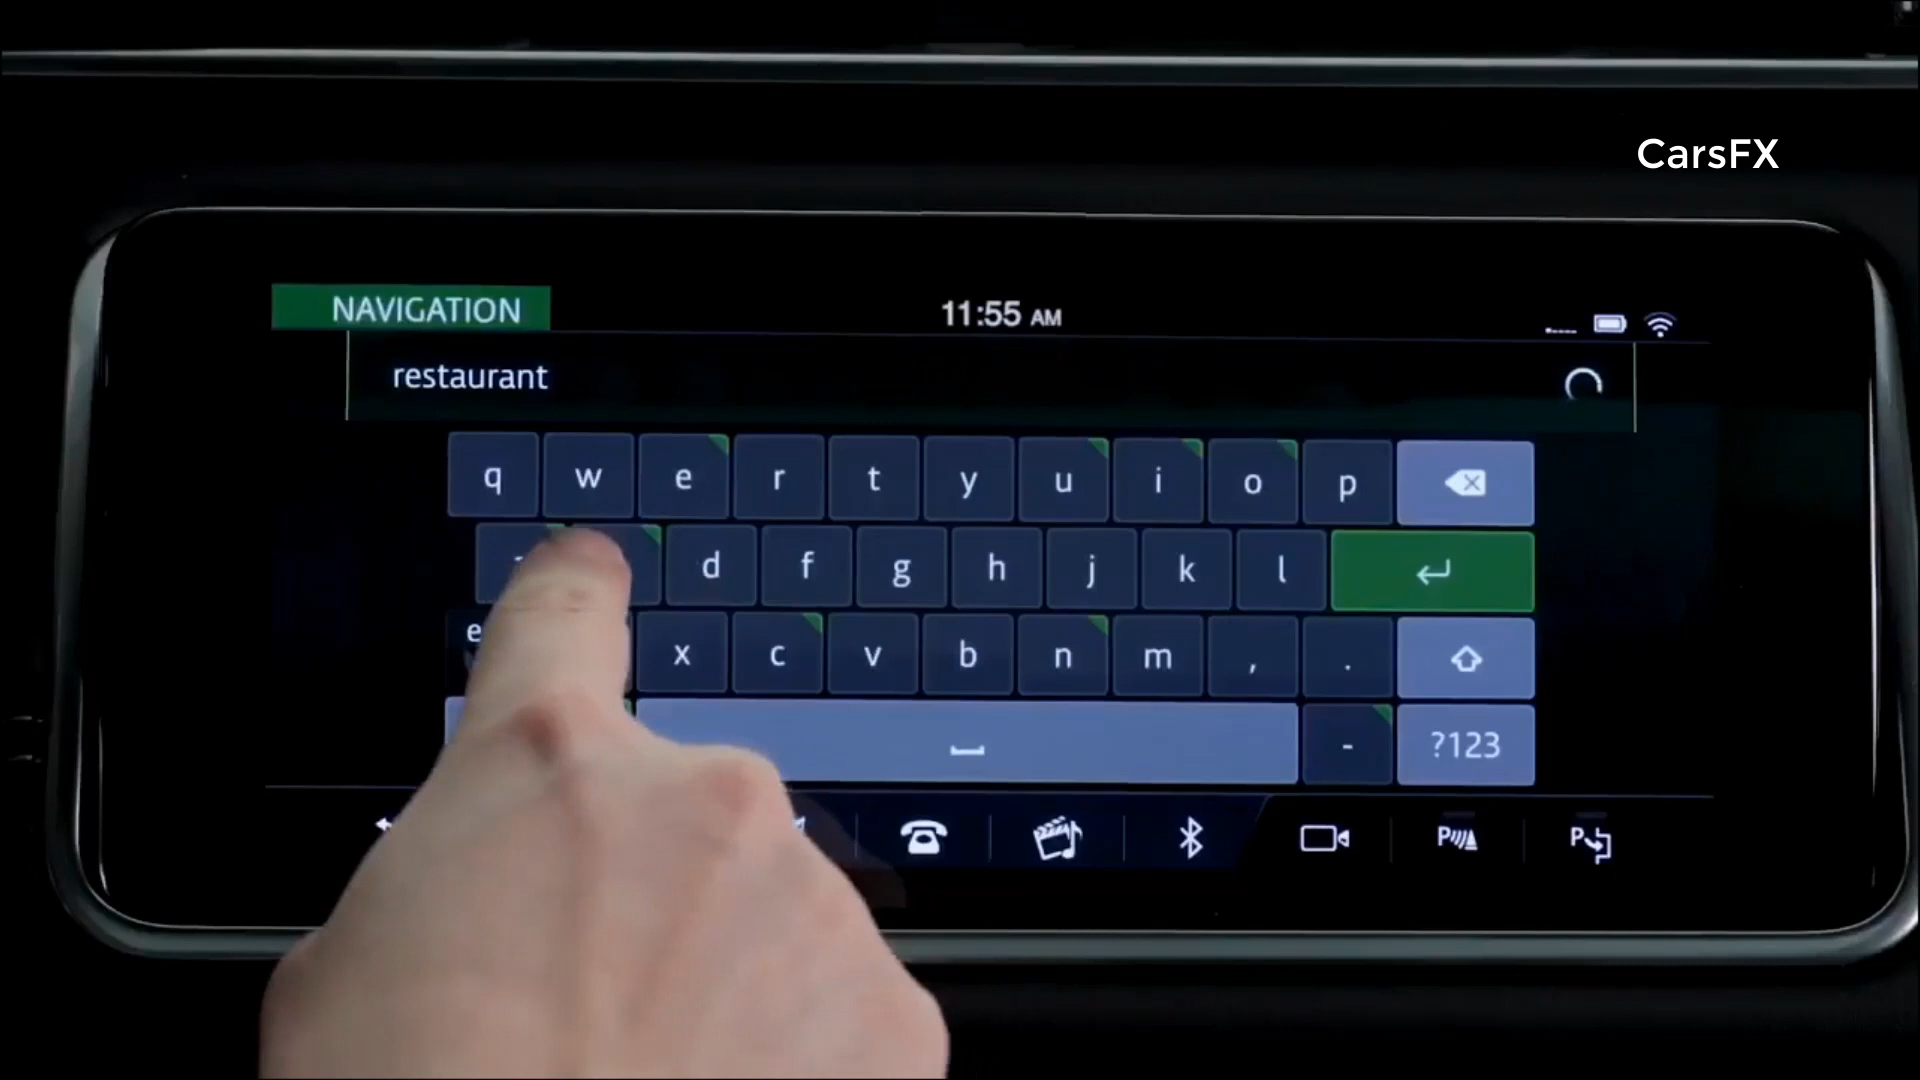 CarsFX
NAVIGATION
11:55 AM
restaurant
q w e r t y u i o p
d f g h j k l
e x c v b n m , .
- ?123
P P